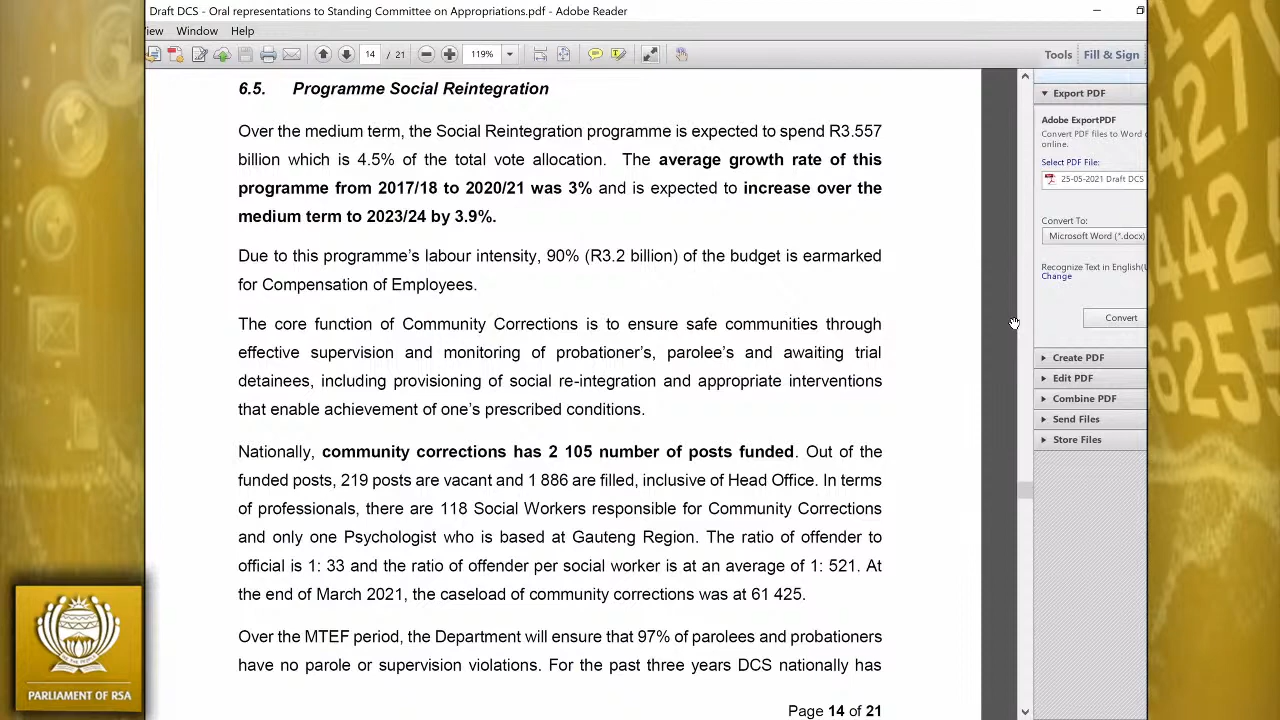 Draft DCS - Oral representations to Standing Committee on Appropriations.pdf - Adobe Reader
iew Window Help
14 / 21 119% Tools Fill & Sign
6.5. Programme Social Reintegration
Over the medium term, the Social Reintegration programme is expected to spend R3.557
billion which is 4.5% of the total vote allocation. The average growth rate of this
programme from 2017/18 to 2020/21 was 3% and is expected to increase over the
medium term to 2023/24 by 3.9%.
Due to this programme's labour intensity, 90% (R3.2 billion) of the budget is earmarked
for Compensation of Employees.
The core function of Community Corrections is to ensure safe communities through
effective supervision and monitoring of probationer's, parolee's and awaiting trial
detainees, including provisioning of social re-integration and appropriate interventions
that enable achievement of one's prescribed conditions.
Nationally, community corrections has 2 105 number of posts funded. Out of the
funded posts, 219 posts are vacant and 1 886 are filled, inclusive of Head Office. In terms
of professionals, there are 118 Social Workers responsible for Community Corrections
and only one Psychologist who is based at Gauteng Region. The ratio of offender to
official is 1: 33 and the ratio of offender per social worker is at an average of 1: 521. At
the end of March 2021, the caseload of community corrections was at 61 425.
Over the MTEF period, the Department will ensure that 97% of parolees and probationers
have no parole or supervision violations. For the past three years DCS nationally has
Page 14 of 21
Export PDF
Adobe ExportPDF
Convert PDF files to Word
online.
Select PDF File:
25-05-2021 Draft DCS
Convert To:
Microsoft Word (*.docx)
Recognize Text in English(U
Change
Convert
Create PDF
Edit PDF
Combine PDF
Send Files
Store Files
PARLIAMENT OF RSA
6255